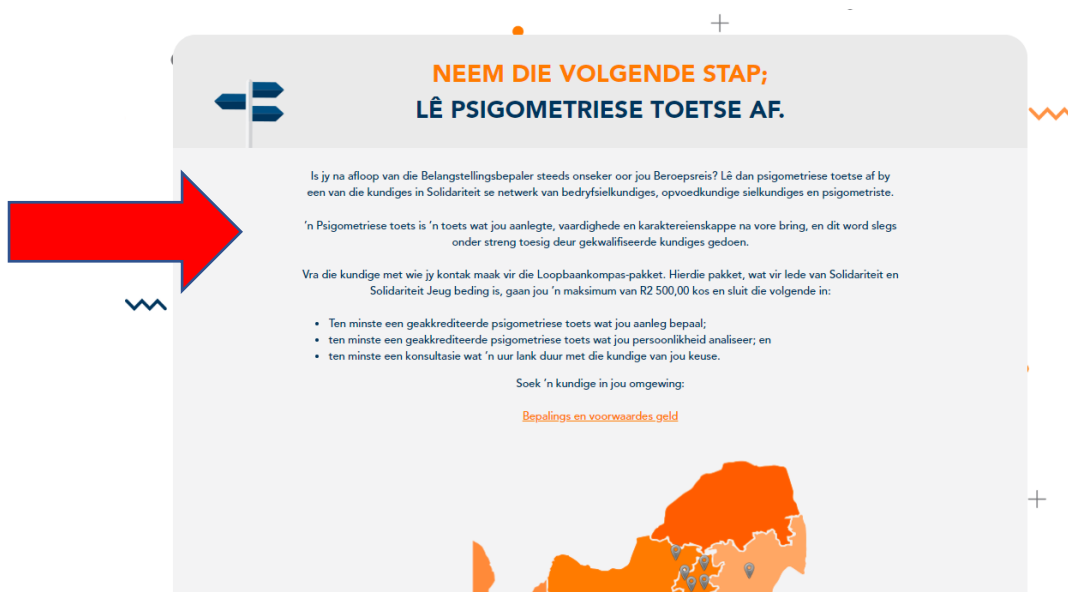 NEEM DIE VOLGENDE STAP;
LÊ PSIGOMETRIESE TOETSE AF.
Is jy na afloop van die Belangstellingsbepaler steeds onseker oor jou Beroepsreis? Lê dan psigometriese toetse af by
een van die kundiges in Solidariteit se netwerk van bedryfsielkundiges, opvoedkundige sielkundiges en psigometriste.
'n Psigometriese toets is 'n toets wat jou aanlegte, vaardighede en karaktereienskappe na vore bring, en dit word slegs
onder streng toesig deur gekwalifiseerde kundiges gedoen.
Vra die kundige met wie jy kontak maak vir die Loopbaankompas-pakket. Hierdie pakket, wat vir lede van Solidariteit en
Solidariteit Jeug beding is, gaan jou 'n maksimum van R2 500,00 kos en sluit die volgende in:
• Ten minste een geakkrediteerde psigometriese toets wat jou aanleg bepaal;
• ten minste een geakkrediteerde psigometriese toets wat jou persoonlikheid analiseer; en
• ten minste een konsultasie wat 'n uur lank duur met die kundige van jou keuse.
Soek 'n kundige in jou omgewing:
Bepalings en voorwaardes geld